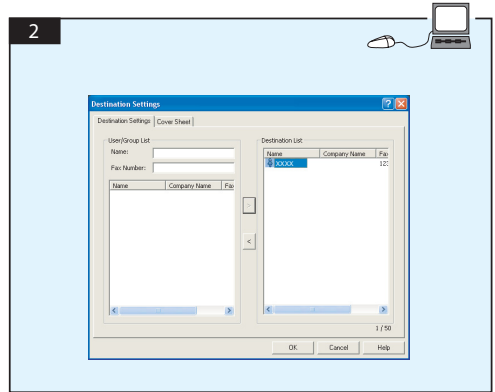 2
Destination Settings
Destination Settings Cover Sheet
User/Group List
Name:
Fax Number:
Name Company Name Fax
>
<
Destination List
Name Company Name Fax
XXXX 123
1 / 50
OK Cancel Help